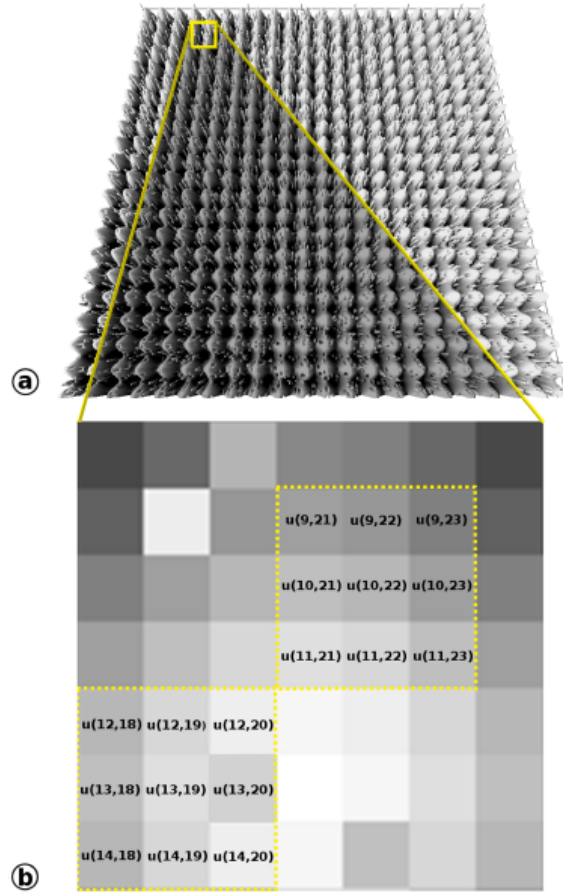 a
u(9,21) u(9,22) u(9,23)
u(10,21) u(10,22) u(10,23)
u(11,21) u(11,22) u(11,23)
u(12,18) u(12,19) u(12,20)
u(13,18) u(13,19) u(13,20)
u(14,18) u(14,19) u(14,20)
b